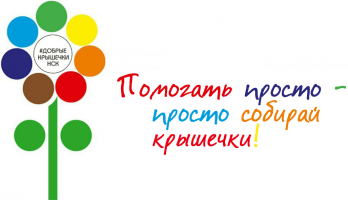 #ДОБРЫЕ
КРЫШЕЧКИ
НСК
Помогать просто -
просто собирай
крышечки!